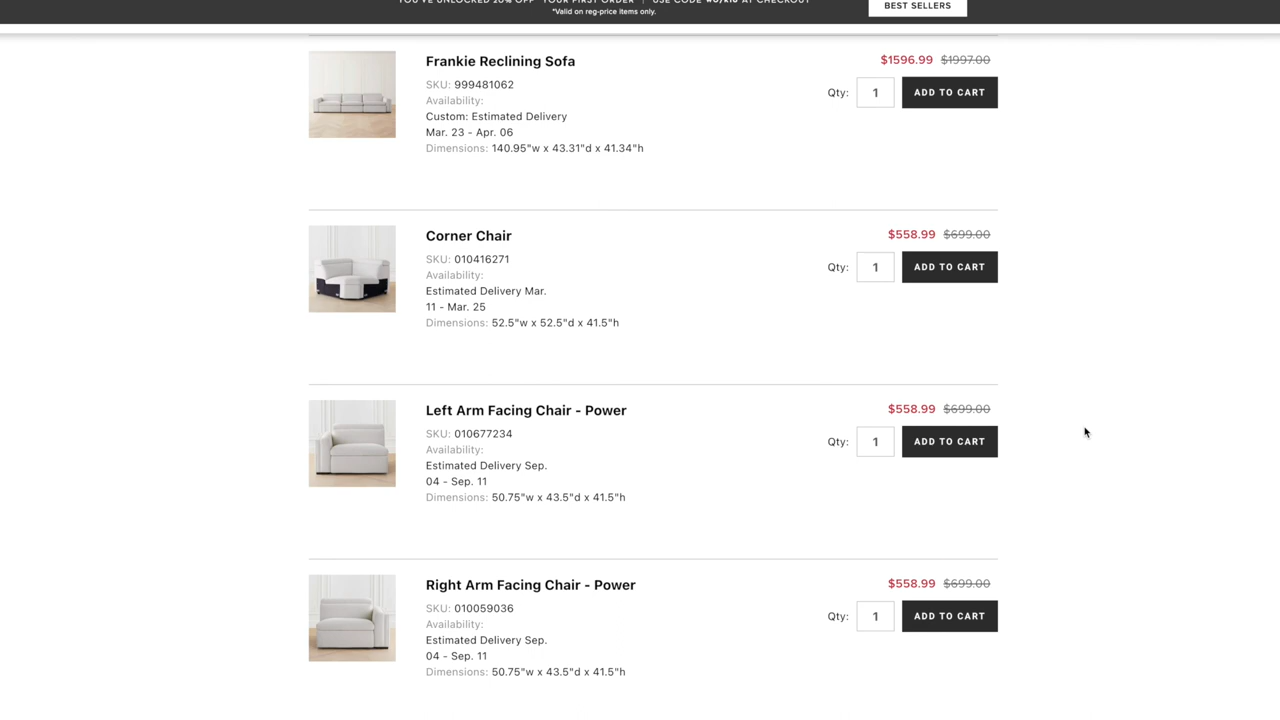 *Valid on reg-price items only.
BEST SELLERS
Frankie Reclining Sofa
$1596.99 $1997.00
SKU: 999481062
Availability:
Custom: Estimated Delivery
Mar. 23 - Apr. 06
Dimensions: 140.95"w x 43.31"d x 41.34"h
Qty: 1 ADD TO CART
Corner Chair
$558.99 $699.00
SKU: 010416271
Availability:
Estimated Delivery Mar.
11 - Mar. 25
Dimensions: 52.5"w x 52.5"d x 41.5"h
Qty: 1 ADD TO CART
Left Arm Facing Chair - Power
$558.99 $699.00
SKU: 010677234
Availability:
Estimated Delivery Sep.
04 - Sep. 11
Dimensions: 50.75"w x 43.5"d x 41.5"h
Qty: 1 ADD TO CART
Right Arm Facing Chair - Power
$558.99 $699.00
SKU: 010059036
Availability:
Estimated Delivery Sep.
04 - Sep. 11
Dimensions: 50.75"w x 43.5"d x 41.5"h
Qty: 1 ADD TO CART